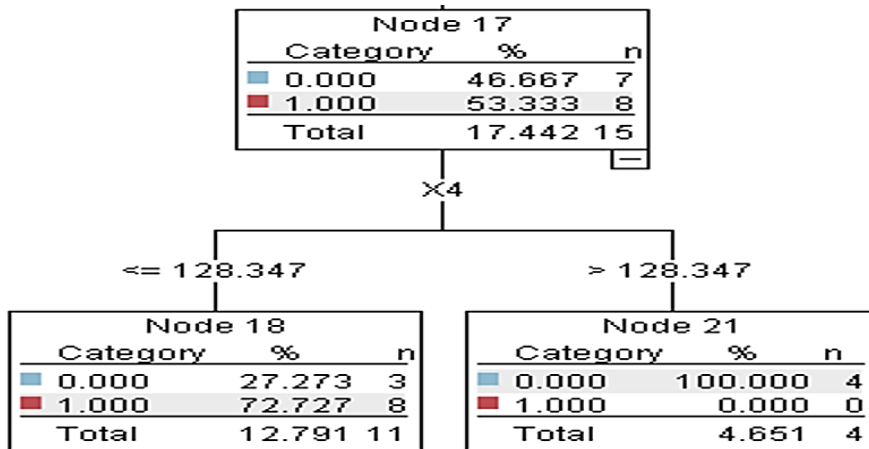 Node 17
Category % n
0.000 46.667 7
1.000 53.333 8
Total 17.442 15
X4
<= 128.347
> 128.347
Node 18
Category % n
0.000 27.273 3
1.000 72.727 8
Total 12.791 11
Node 21
Category % n
0.000 100.000 4
1.000 0.000 0
Total 4.651 4